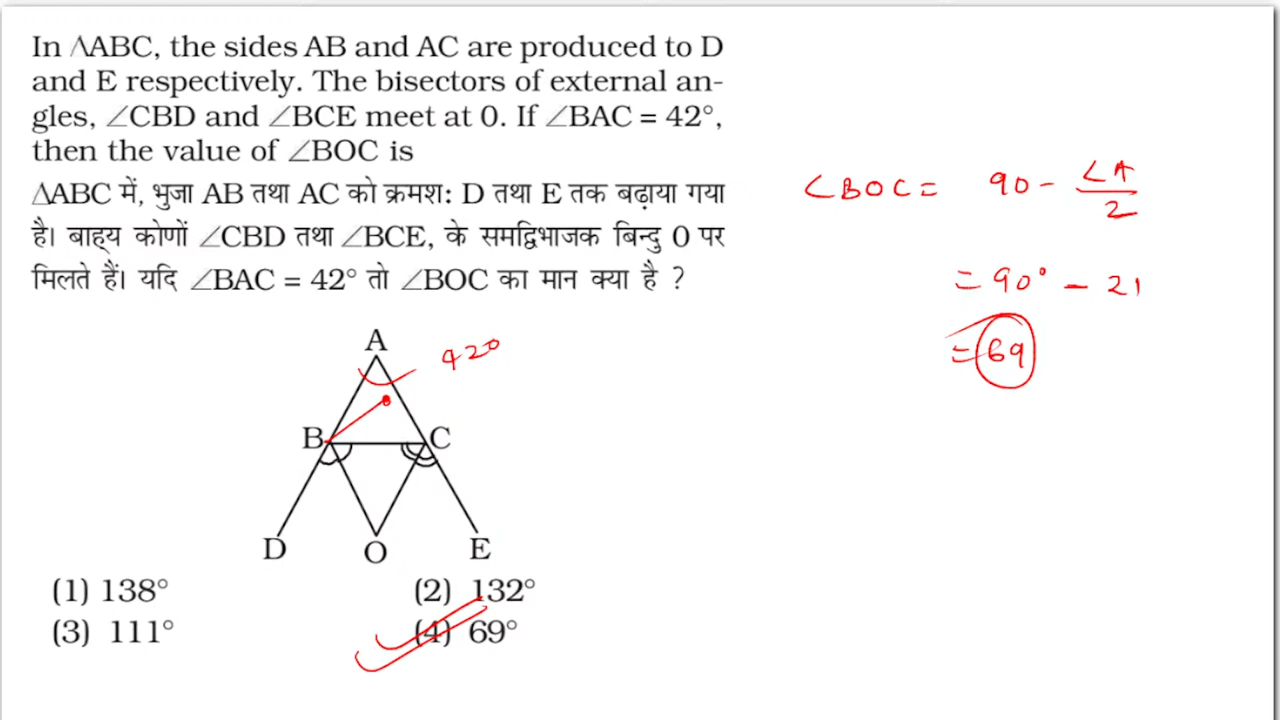 In ΛABC, the sides AB and AC are produced to D
and E respectively. The bisectors of external an-
gles, ∠CBD and ∠BCE meet at 0. If ∠BAC = 42°,
then the value of ∠BOC is
ΔABC में, भुजा AB तथा AC को क्रमश: D तथा E तक बढ़ाया गया
है। बाह्य कोणों ∠CBD तथा ∠BCE, के समद्विभाजक बिन्दु 0 पर
मिलते हैं। यदि ∠BAC = 42° तो ∠BOC का मान क्या है ?
∠BOC = 90 - ∠A/2
= 90° - 21
= 69
A
420
B
C
D
O
E
(1) 138° (2) 132°
(3) 111° (4) 69°